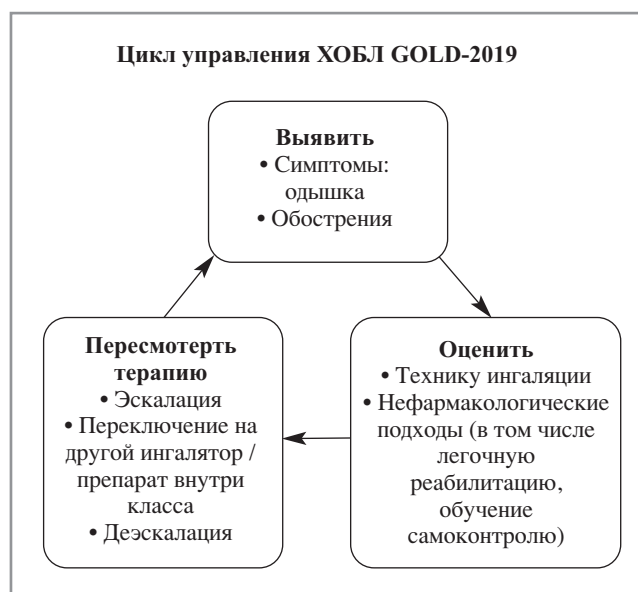 Цикл управления ХОБЛ GOLD-2019
Выявить
• Симптомы:
одышка
• Обострения
Пересмотерть
терапию
• Эскалация
• Переключение на
другой ингалятор /
препарат внутри
класса
• Деэскалация
Оценить
• Технику ингаляции
• Нефармакологические
подходы (в том числе
легочную
реабилитацию,
обучение
самоконтролю)